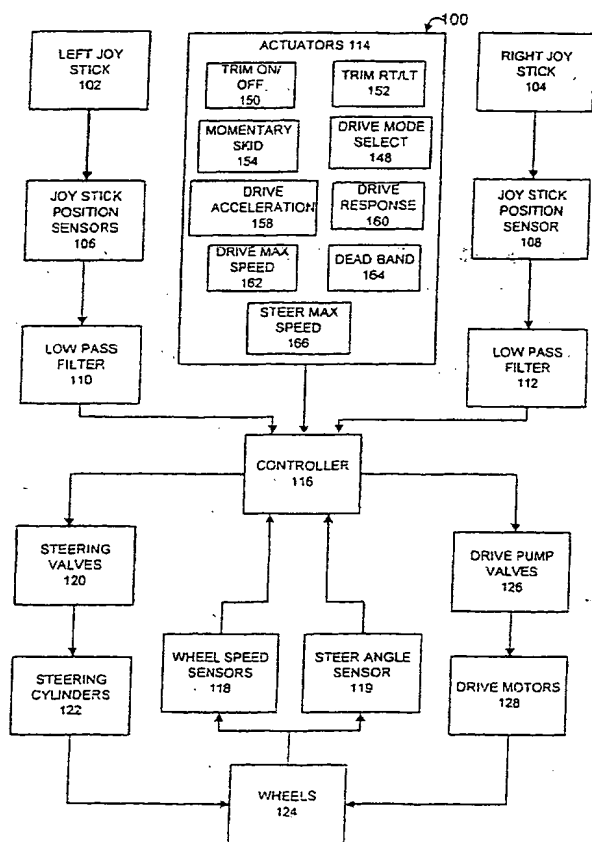 100
LEFT JOY
STICK
102
ACTUATORS 114
TRIM ON/
OFF
150
TRIM RT/LT
152
MOMENTARY
SKID
154
DRIVE MODE
SELECT
148
DRIVE
ACCELERATION
158
DRIVE
RESPONSE
160
DRIVE MAX
SPEED
162
DEAD BAND
164
STEER MAX
SPEED
166
RIGHT JOY
STICK
104
JOY STICK
POSITION
SENSORS
106
JOY STICK
POSITION
SENSOR
108
LOW PASS
FILTER
110
LOW PASS
FILTER
112
CONTROLLER
116
STEERING
VALVES
120
DRIVE PUMP
VALVES
126
WHEEL SPEED
SENSORS
118
STEER ANGLE
SENSOR
119
STEERING
CYLINDERS
122
DRIVE MOTORS
128
WHEELS
124